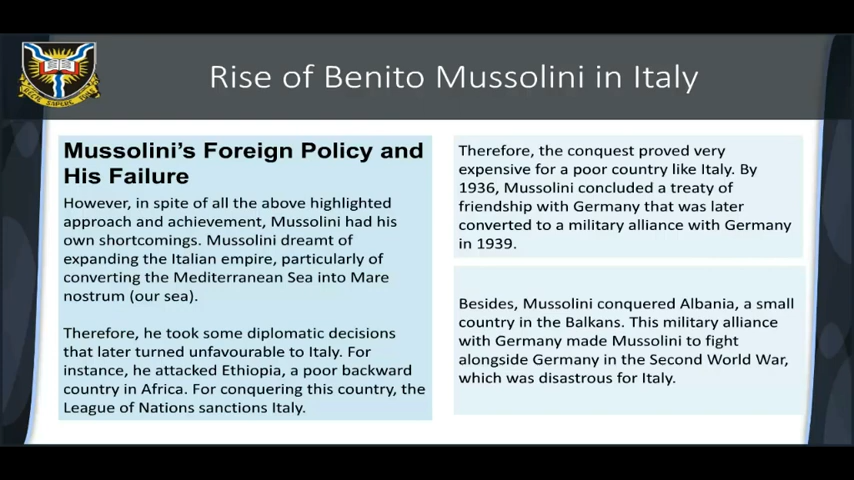 Rise of Benito Mussolini in Italy
Mussolini's Foreign Policy and
His Failure
However, in spite of all the above highlighted
approach and achievement, Mussolini had his
own shortcomings. Mussolini dreamt of
expanding the Italian empire, particularly of
converting the Mediterranean Sea into Mare
nostrum (our sea).
Therefore, he took some diplomatic decisions
that later turned unfavourable to Italy. For
instance, he attacked Ethiopia, a poor backward
country in Africa. For conquering this country, the
League of Nations sanctions Italy.
Therefore, the conquest proved very
expensive for a poor country like Italy. By
1936, Mussolini concluded a treaty of
friendship with Germany that was later
converted to a military alliance with Germany
in 1939.
Besides, Mussolini conquered Albania, a small
country in the Balkans. This military alliance
with Germany made Mussolini to fight
alongside Germany in the Second World War,
which was disastrous for Italy.